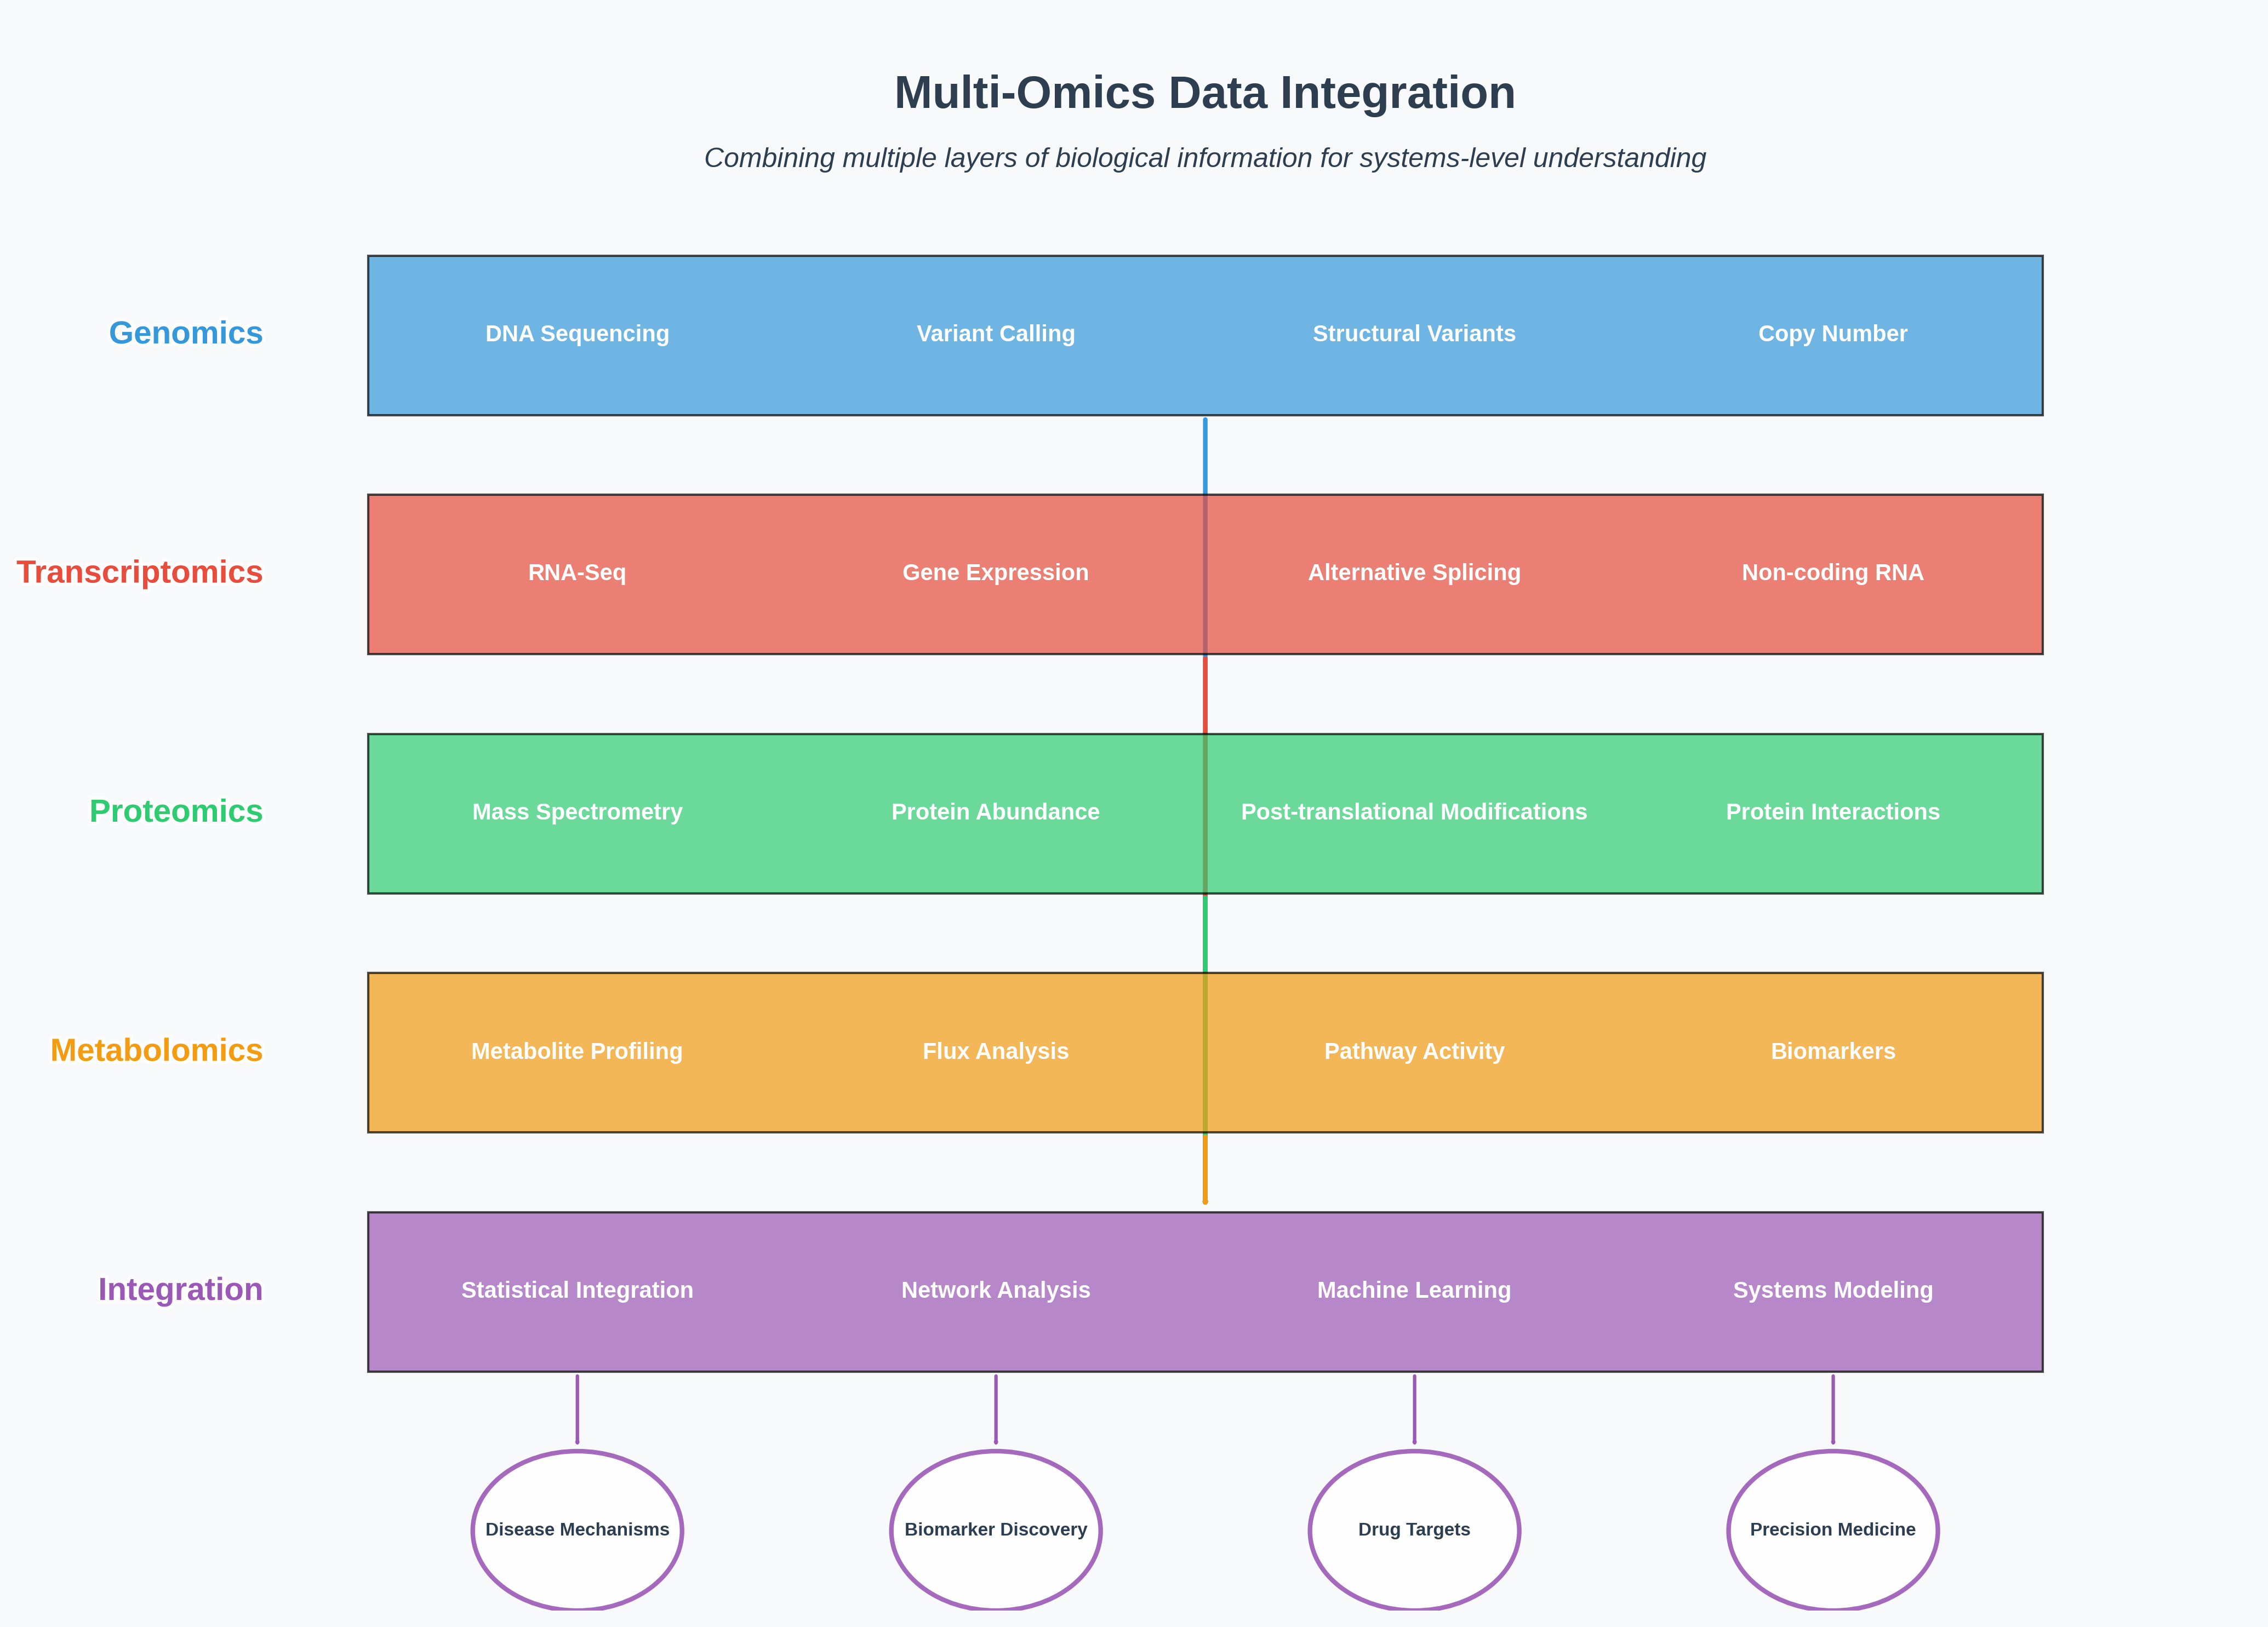 Multi-Omics Data Integration
Combining multiple layers of biological information for systems-level understanding
Genomics
DNA Sequencing
Variant Calling
Structural Variants
Copy Number
Transcriptomics
RNA-Seq
Gene Expression
Alternative Splicing
Non-coding RNA
Proteomics
Mass Spectrometry
Protein Abundance
Post-translational Modifications
Protein Interactions
Metabolomics
Metabolite Profiling
Flux Analysis
Pathway Activity
Biomarkers
Integration
Statistical Integration
Network Analysis
Machine Learning
Systems Modeling
Disease Mechanisms
Biomarker Discovery
Drug Targets
Precision Medicine